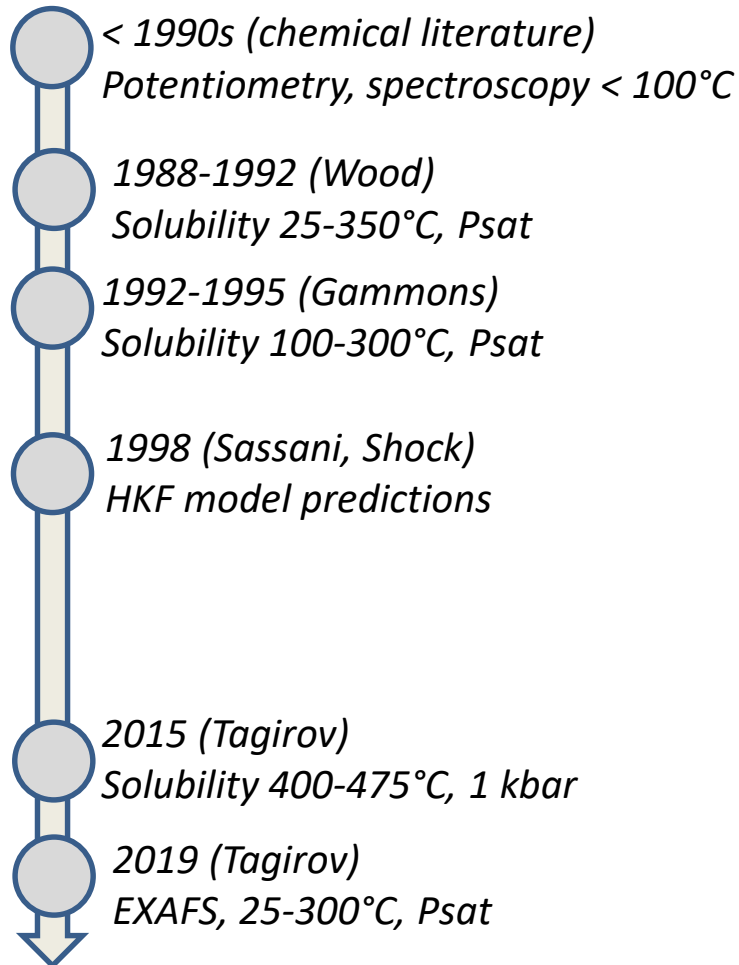 < 1990s (chemical literature)
Potentiometry, spectroscopy < 100°C
1988-1992 (Wood)
Solubility 25-350°C, Psat
1992-1995 (Gammons)
Solubility 100-300°C, Psat
1998 (Sassani, Shock)
HKF model predictions
2015 (Tagirov)
Solubility 400-475°C, 1 kbar
2019 (Tagirov)
EXAFS, 25-300°C, Psat